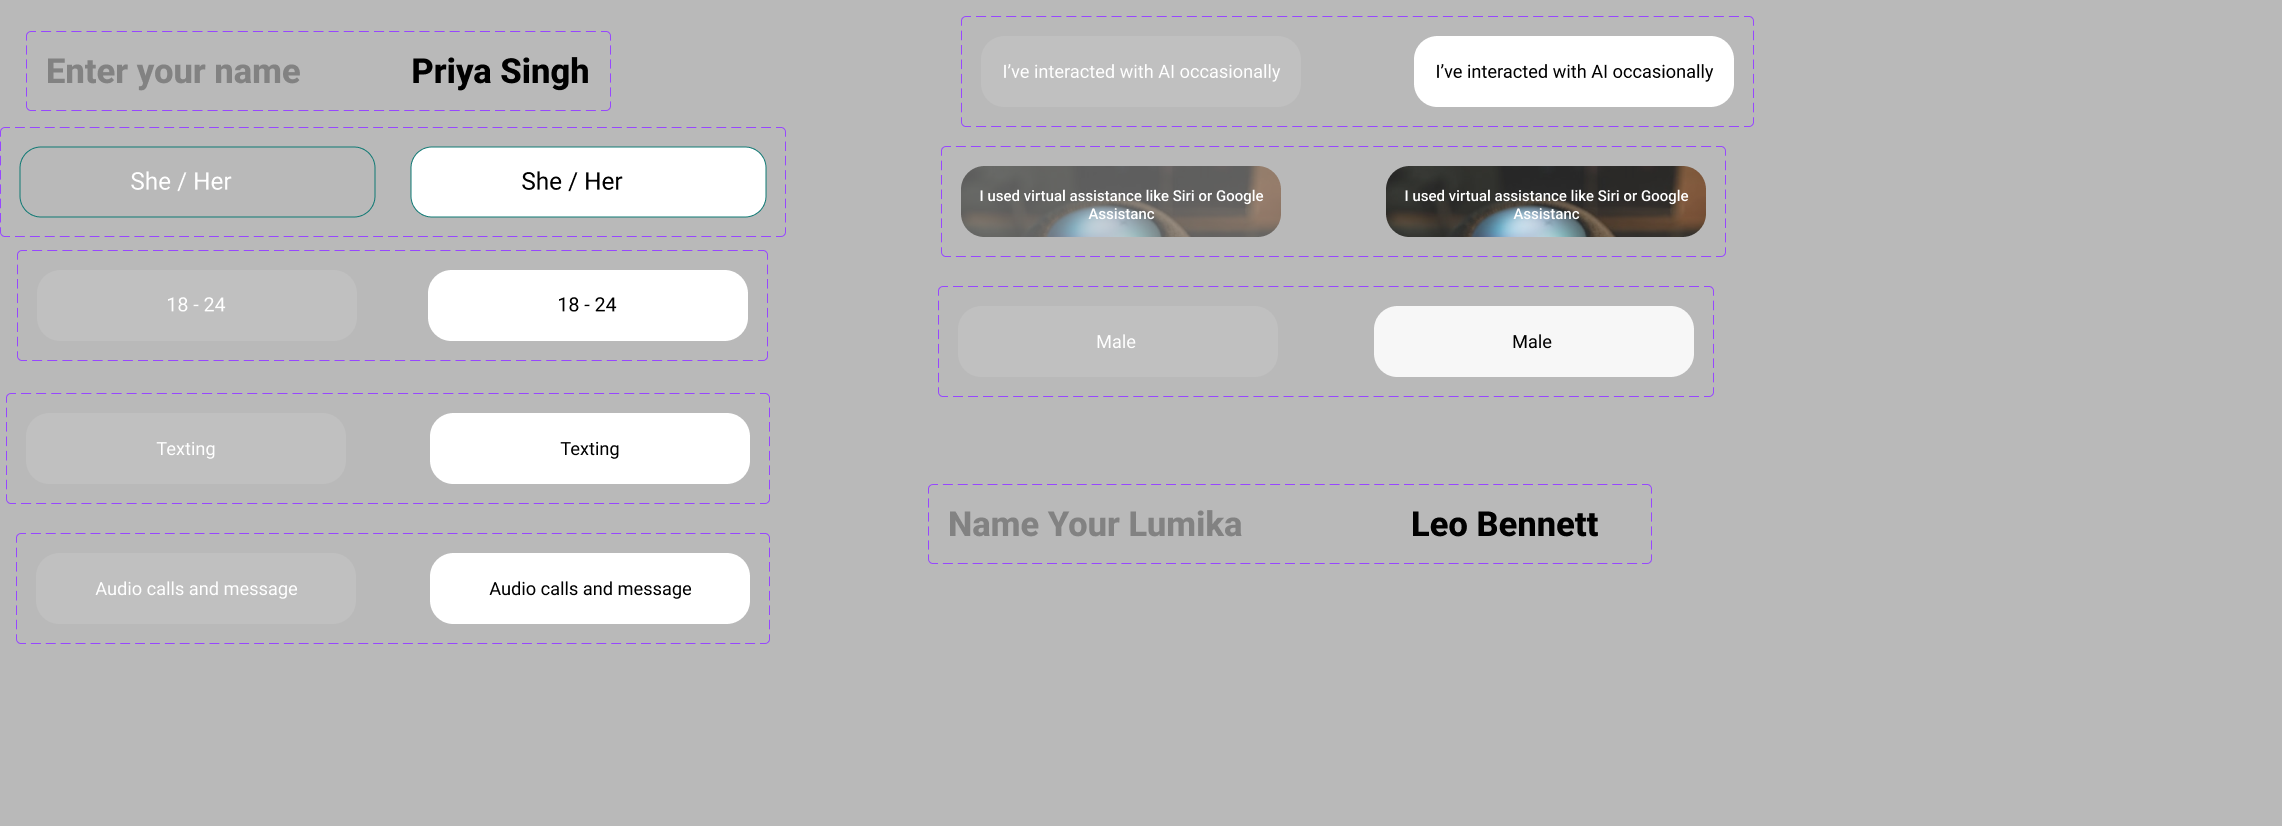 Enter your name
Priya Singh
She / Her
She / Her
18 - 24
18 - 24
Texting
Texting
Audio calls and message
Audio calls and message
I've interacted with AI occasionally
I've interacted with AI occasionally
I used virtual assistance like Siri or Google
Assistanc
I used virtual assistance like Siri or Google
Assistanc
Male
Male
Name Your Lumika
Leo Bennett